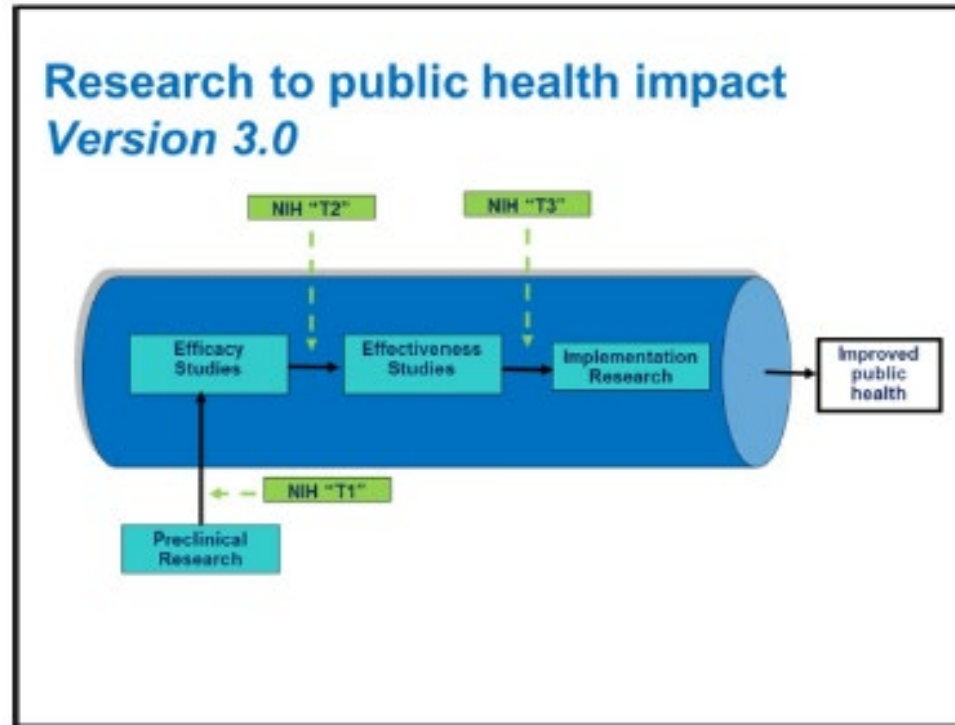 Research to public health impact
Version 3.0
NIH "T2"
NIH "T3"
Efficacy
Studies
Effectiveness
Studies
Implementation
Research
Improved
public
health
NIH "T1"
Preclinical
Research